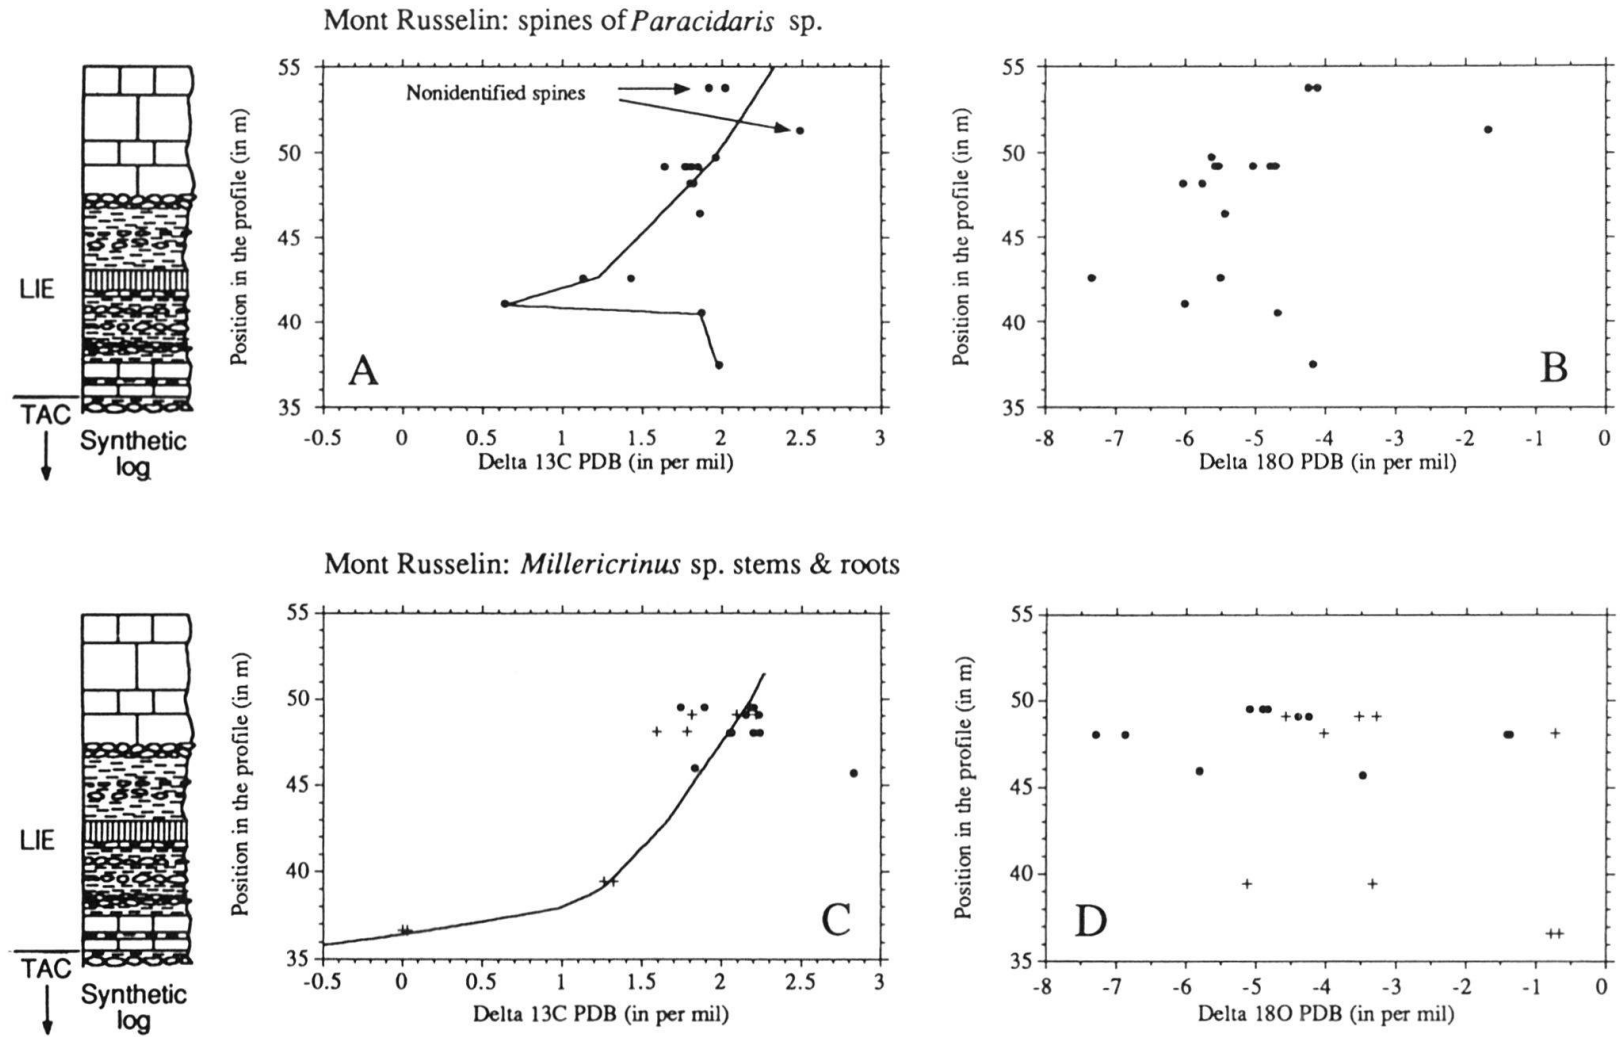 Mont Russelin: spines of Paracidaris sp.
LIE
TAC
Synthetic
log
55
50
45
40
35
Position in the profile (in m)
Nonidentified spines
A
-0.5 0 0.5 1 1.5 2 2.5 3
Delta 13C PDB (in per mil)
55
50
45
40
35
Position in the profile (in m)
B
-8 -7 -6 -5 -4 -3 -2 -1 0
Delta 18O PDB (in per mil)
Mont Russelin: Millericrinus sp. stems & roots
LIE
TAC
Synthetic
log
55
50
45
40
35
Position in the profile (in m)
C
-0.5 0 0.5 1 1.5 2 2.5 3
Delta 13C PDB (in per mil)
55
50
45
40
35
Position in the profile (in m)
D
-8 -7 -6 -5 -4 -3 -2 -1 0
Delta 18O PDB (in per mil)